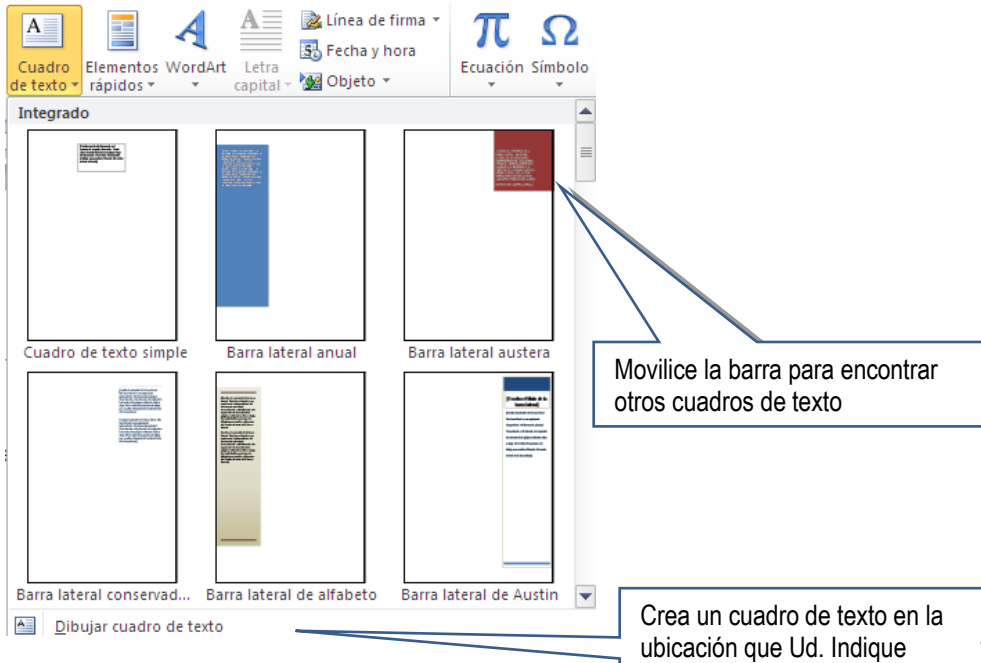 Línea de firma
Fecha y hora
Cuadro de texto
Elementos rápidos
WordArt
Letra capital
Objeto
Ecuación
Símbolo
Integrado
Cuadro de texto simple
Barra lateral anual
Barra lateral austera
Movilice la barra para encontrar
otros cuadros de texto
Barra lateral conservad...
Barra lateral de alfabeto
Barra lateral de Austin
Dibujar cuadro de texto
Crea un cuadro de texto en la
ubicación que Ud. Indique